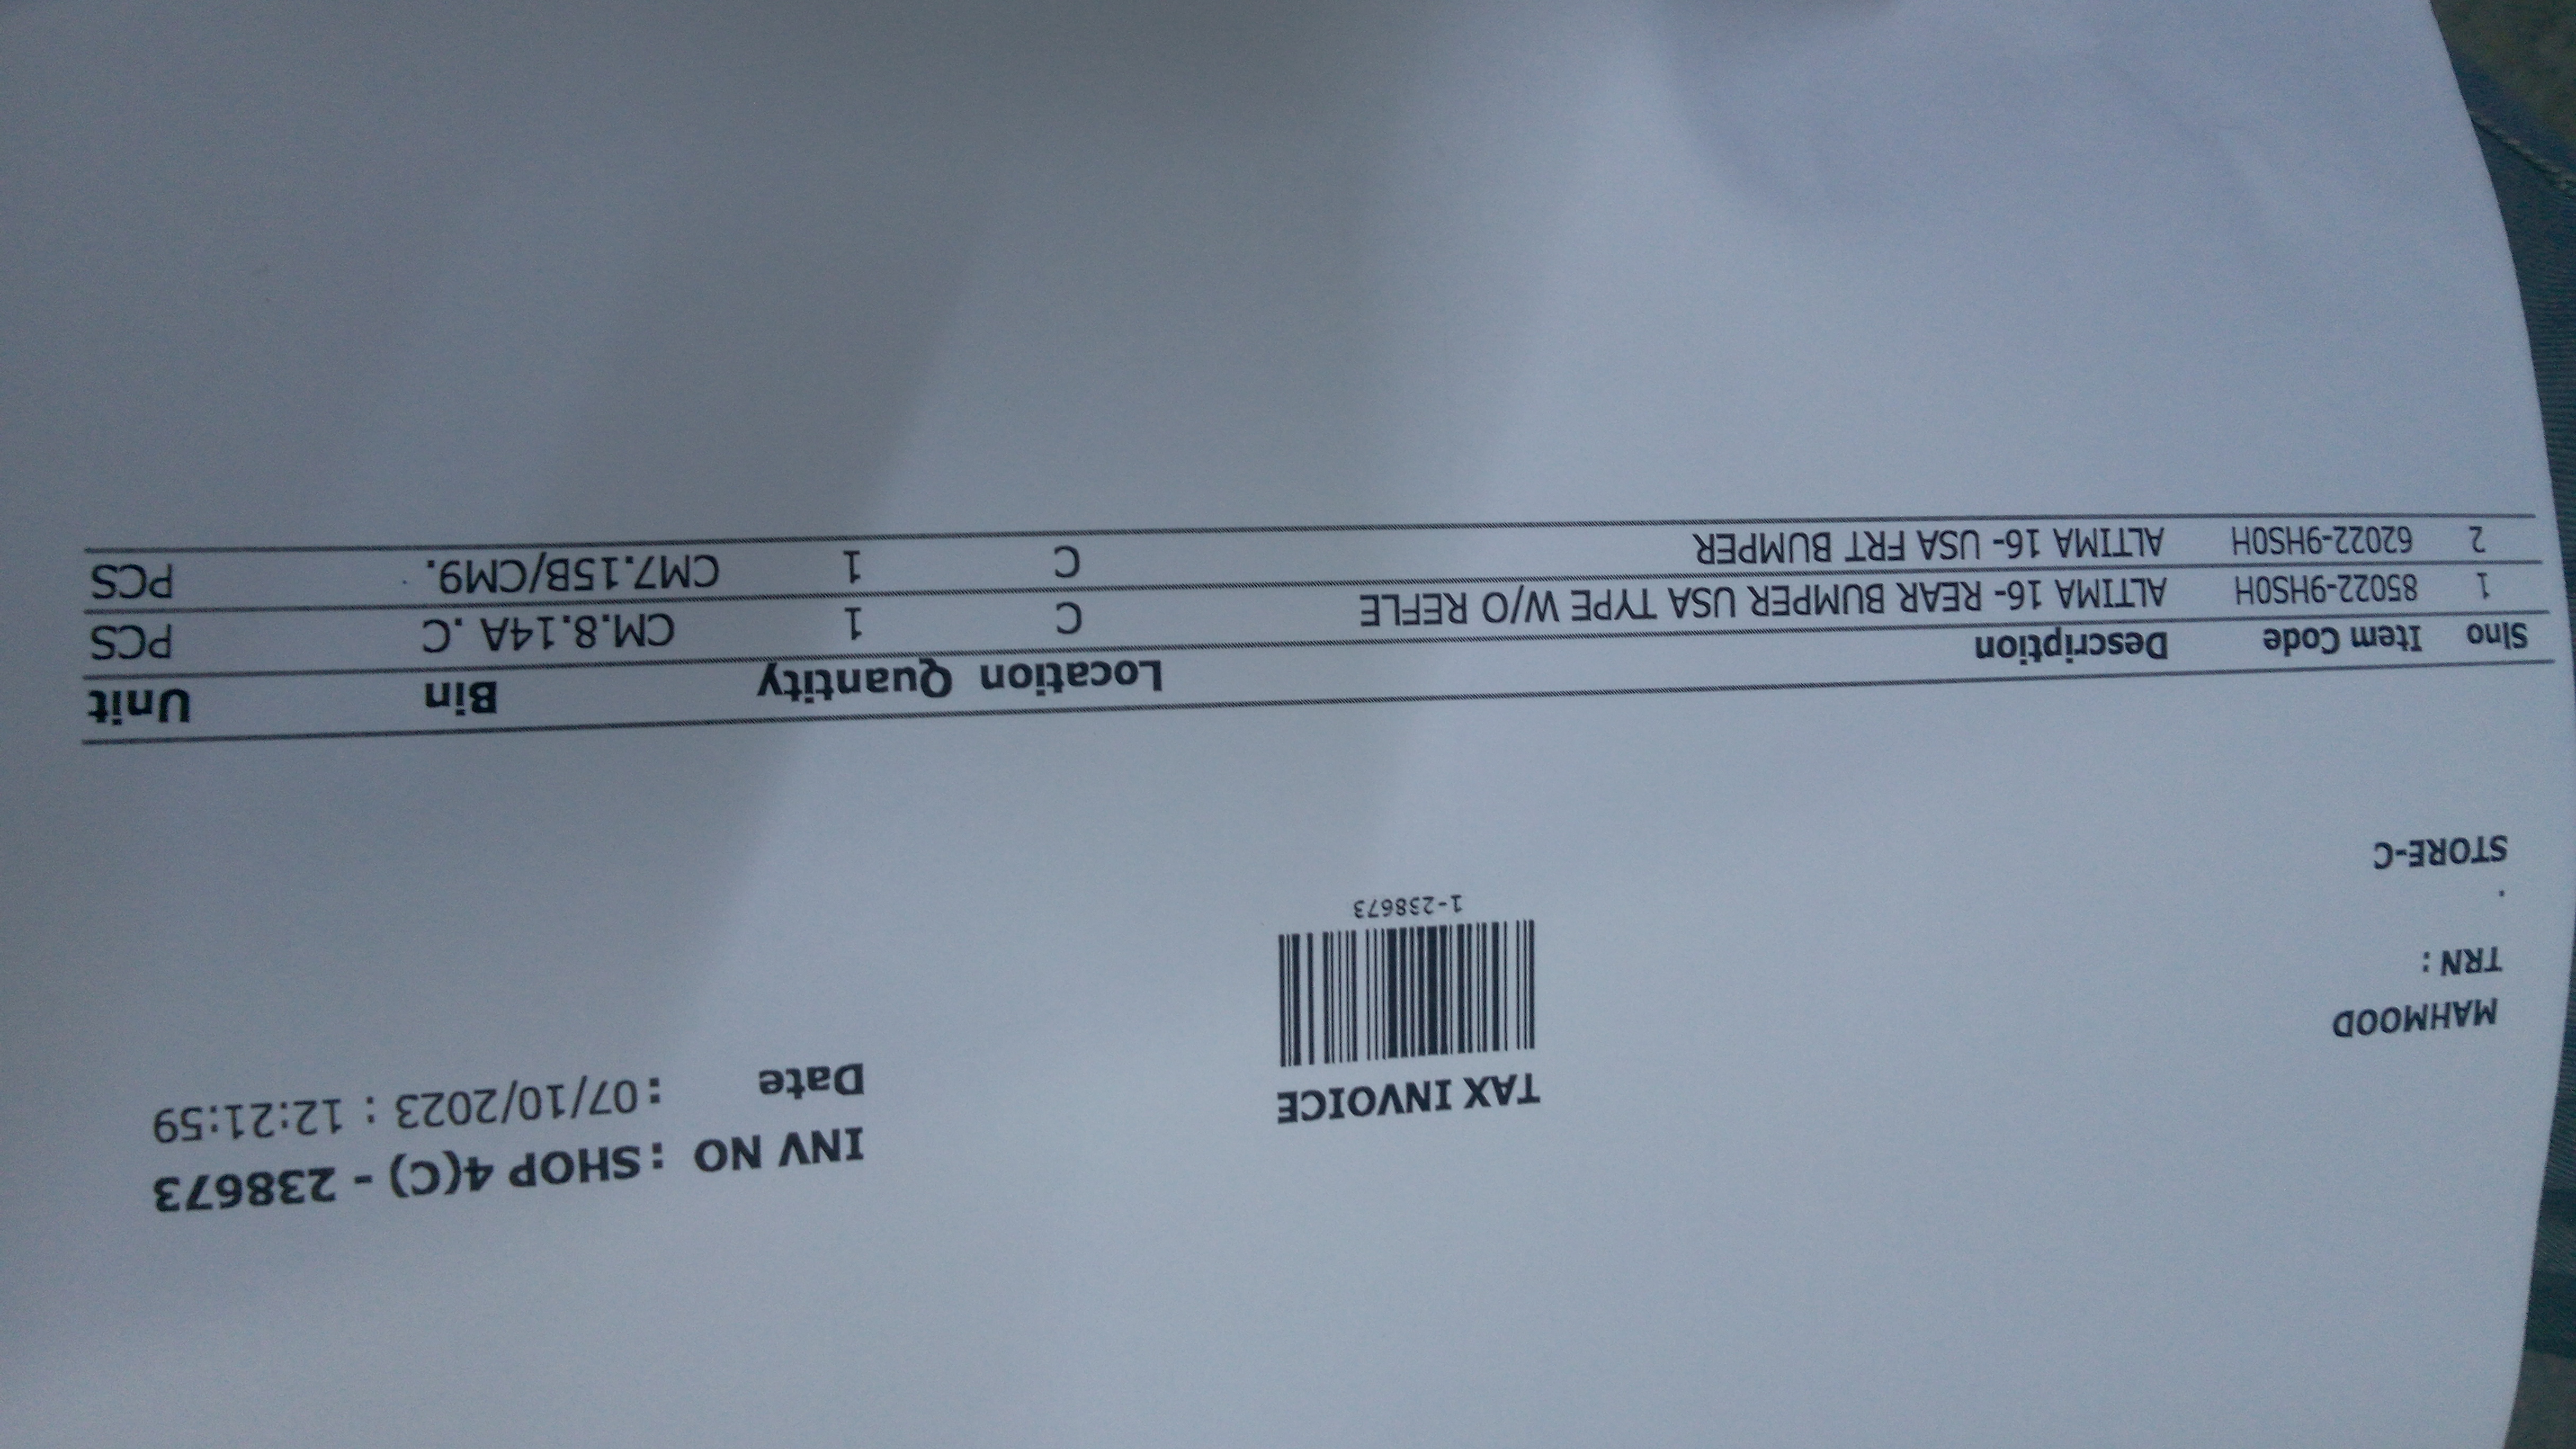 INV NO : SHOP 4(C) - 238673
TAX INVOICE
Date : 07/10/2023 : 12:21:59
MAHMOOD
TRN :
1-238673
.
STORE-C
Slno Item Code Description Location Quantity Bin Unit
1 85022-9HS0H ALTIMA 16- REAR BUMPER USA TYPE W/O REFLE C 1 CM.8.14A .C PCS
2 62022-9HS0H ALTIMA 16- USA FRT BUMPER C 1 CM7.15B/CM9. PCS